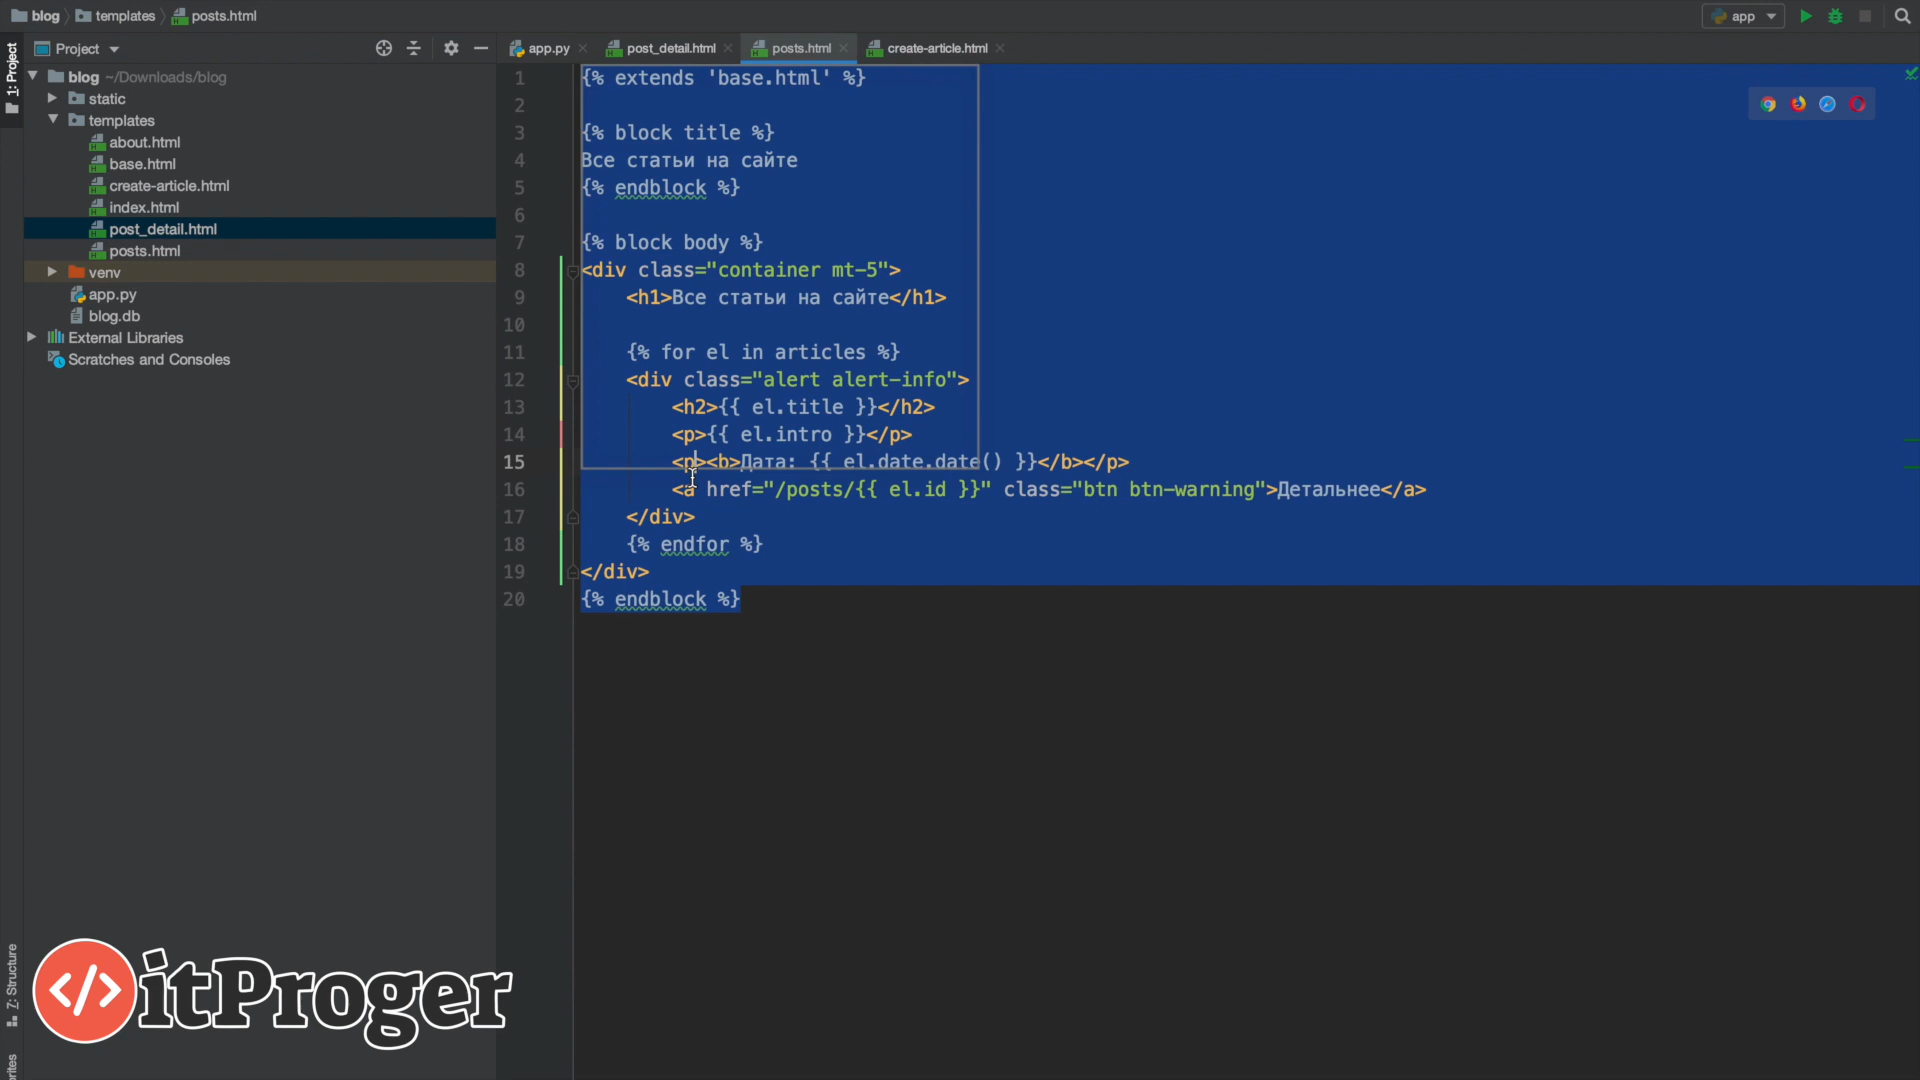 blog
templates
posts.html
app
1: Project
Project
app.py
post_detail.html
posts.html
create-article.html
blog ~/Downloads/blog
static
templates
about.html
base.html
create-article.html
index.html
post_detail.html
posts.html
venv
app.py
blog.db
External Libraries
Scratches and Consoles
1 {% extends 'base.html' %}
2
3 {% block title %}
4 Все статьи на сайте
5 {% endblock %}
6
7 {% block body %}
8 <div class="container mt-5">
9 <h1>Все статьи на сайте</h1>
10
11 {% for el in articles %}
12 <div class="alert alert-info">
13 <h2>{{ el.title }}</h2>
14 <p>{{ el.intro }}</p>
15 <p><b>Дата: {{ el.date.date() }}</b></p>
16 <a href="/posts/{{ el.id }}" class="btn btn-warning">Детальнее</a>
17 </div>
18 {% endfor %}
19 </div>
20 {% endblock %}
Z: Structure
</> itProger